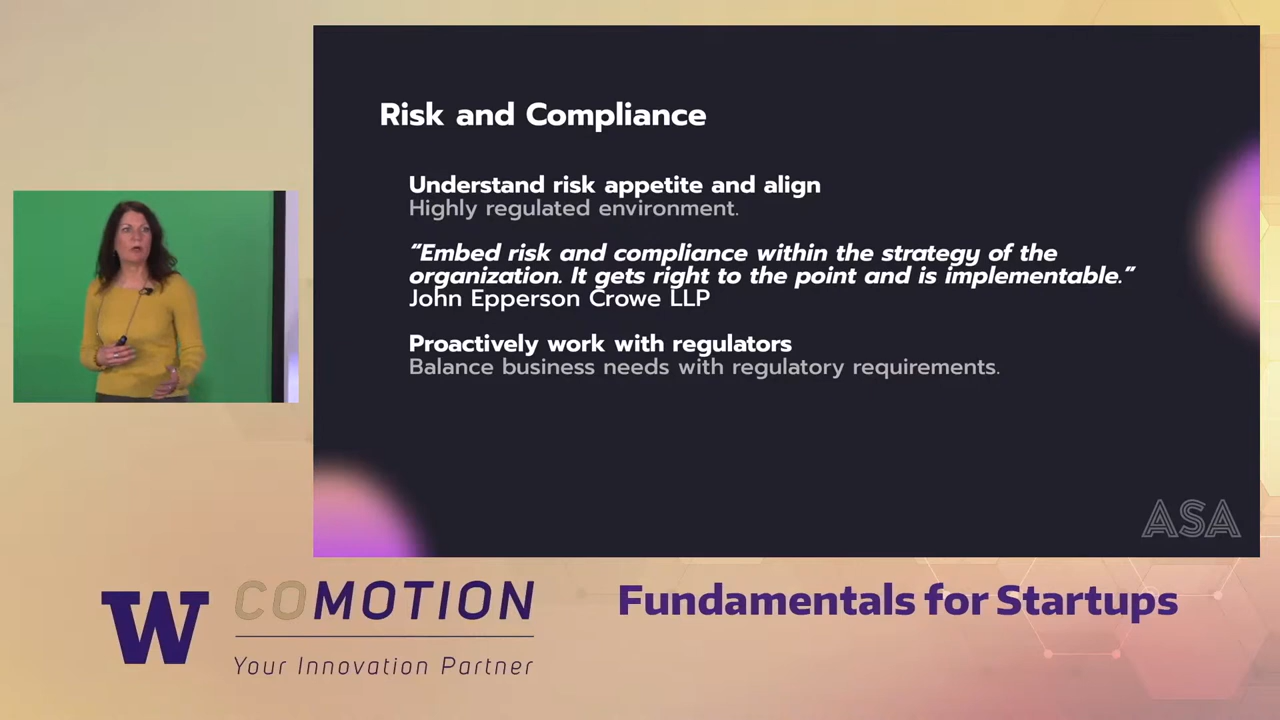 Risk and Compliance
Understand risk appetite and align
Highly regulated environment.
“Embed risk and compliance within the strategy of the
organization. It gets right to the point and is implementable.”
John Epperson Crowe LLP
Proactively work with regulators
Balance business needs with regulatory requirements.
ASA
W
COMOTION
Your Innovation Partner
Fundamentals for Startups